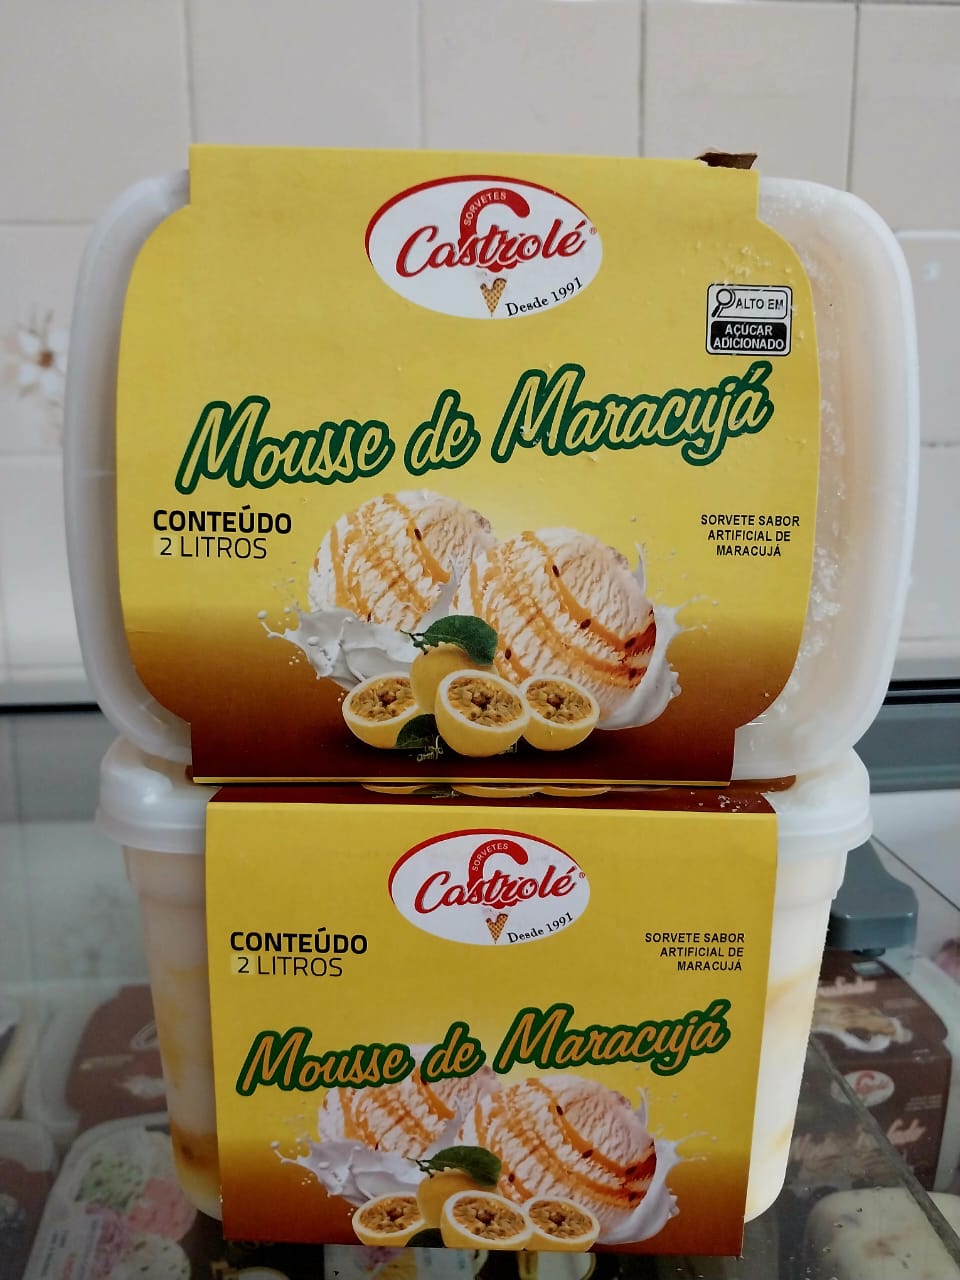 SORVETES
Castrolé®
Desde 1991
ALTO EM
AÇÚCAR
ADICIONADO
Mousse de Maracujá
CONTEÚDO
2 LITROS
SORVETE SABOR
ARTIFICIAL DE
MARACUJÁ
SORVETES
Castrolé®
Desde 1991
CONTEÚDO
2 LITROS
SORVETE SABOR
ARTIFICIAL DE
MARACUJÁ
Mousse de Maracujá